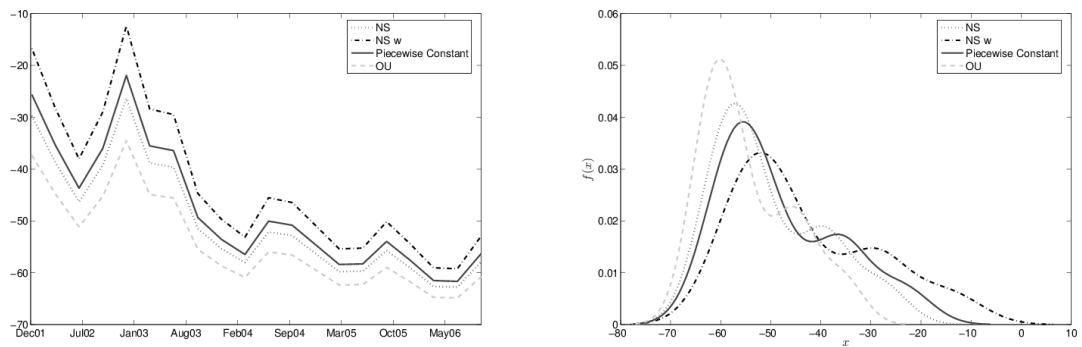 −10
−20
−30
−40
−50
−60
−70
Dec01 Jul02 Jan03 Aug03 Feb04 Sep04 Mar05 Oct05 May06
NS
NS w
Piecewise Constant
OU
0.06
0.05
0.04
0.03
0.02
0.01
0
f(x)
−80 −70 −60 −50 −40 −30 −20 −10 0 10
x
NS
NS w
Piecewise Constant
OU